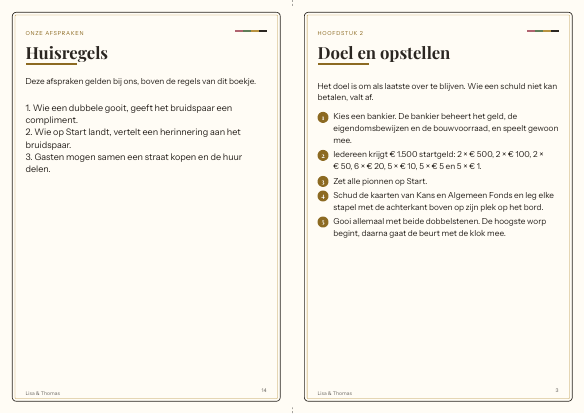 ONZE AFSPRAKEN
Huisregels
Deze afspraken gelden bij ons, boven de regels van dit boekje.
1. Wie een dubbele gooit, geeft het bruidspaar een
compliment.
2. Wie op Start landt, vertelt een herinnering aan het
bruidspaar.
3. Gasten mogen samen een straat kopen en de huur
delen.
Lisa & Thomas
14
HOOFDSTUK 2
Doel en opstellen
Het doel is om als laatste over te blijven. Wie een schuld niet kan
betalen, valt af.
1 Kies een bankier. De bankier beheert het geld, de
eigendomsbewijzen en de bouwvoorraad, en speelt gewoon
mee.
2 Iedereen krijgt € 1.500 startgeld: 2 × € 500, 2 × € 100, 2 ×
€ 50, 6 × € 20, 5 × € 10, 5 × € 5 en 5 × € 1.
3 Zet alle pionnen op Start.
4 Schud de kaarten van Kans en Algemeen Fonds en leg elke
stapel met de achterkant boven op zijn plek op het bord.
5 Gooi allemaal met beide dobbelstenen. De hoogste worp
begint, daarna gaat de beurt met de klok mee.
Lisa & Thomas
3